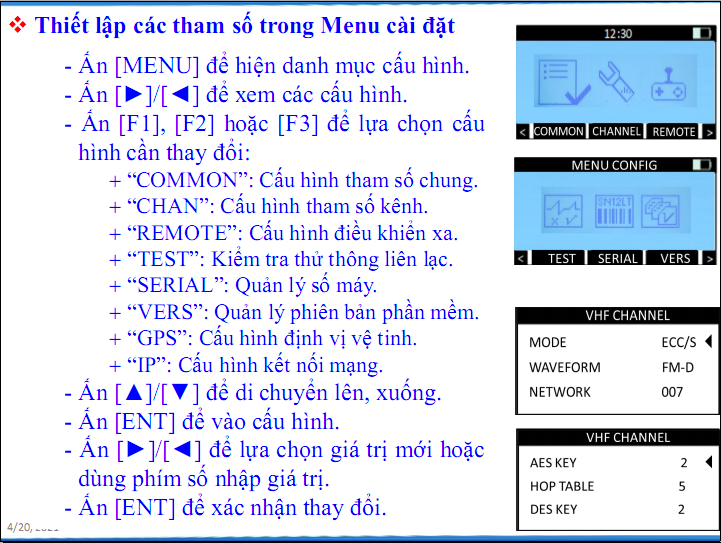 ❖ Thiết lập các tham số trong Menu cài đặt
- Ấn [MENU] để hiện danh mục cấu hình.
- Ấn [►]/[◄] để xem các cấu hình.
- Ấn [F1], [F2] hoặc [F3] để lựa chọn cấu
hình cần thay đổi:
+ “COMMON”: Cấu hình tham số chung.
+ “CHAN”: Cấu hình tham số kênh.
+ “REMOTE”: Cấu hình điều khiển xa.
+ “TEST”: Kiểm tra thử thông liên lạc.
+ “SERIAL”: Quản lý số máy.
+ “VERS”: Quản lý phiên bản phần mềm.
+ “GPS”: Cấu hình định vị vệ tinh.
+ “IP”: Cấu hình kết nối mạng.
- Ấn [▲]/[▼] để di chuyển lên, xuống.
- Ấn [ENT] để vào cấu hình.
- Ấn [►]/[◄] để lựa chọn giá trị mới hoặc
dùng phím số nhập giá trị.
- Ấn [ENT] để xác nhận thay đổi.
4/20,
12:30
< COMMON CHANNEL REMOTE >
MENU CONFIG
SN12LT
< TEST SERIAL VERS >
VHF CHANNEL
MODE ECC/S ◄
WAVEFORM FM-D
NETWORK 007
VHF CHANNEL
AES KEY 2 ◄
HOP TABLE 5
DES KEY 2